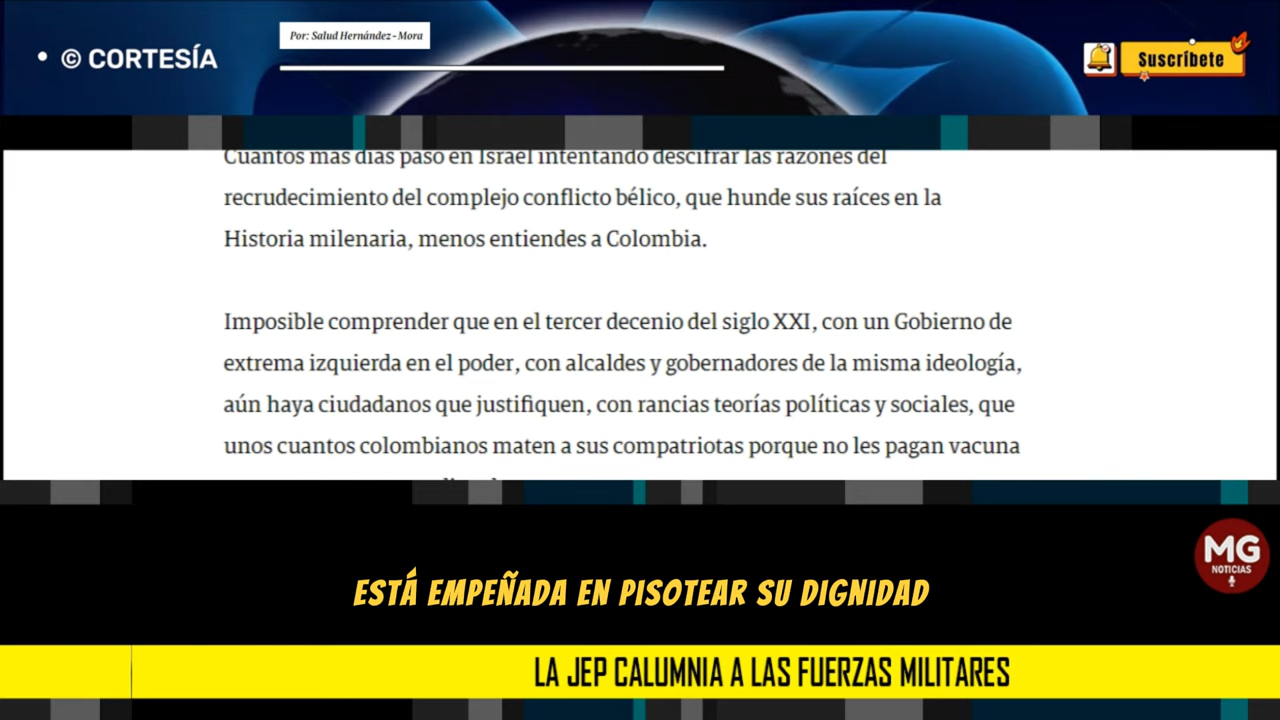 Por: Salud Hernández-Mora
© CORTESÍA
Suscríbete
Cuantos más días paso en Israel intentando descifrar las razones del
recrudecimiento del complejo conflicto bélico, que hunde sus raíces en la
Historia milenaria, menos entiendes a Colombia.
Imposible comprender que en el tercer decenio del siglo XXI, con un Gobierno de
extrema izquierda en el poder, con alcaldes y gobernadores de la misma ideología,
aún haya ciudadanos que justifiquen, con rancias teorías políticas y sociales, que
unos cuantos colombianos maten a sus compatriotas porque no les pagan vacuna
MG
NOTICIAS
ESTÁ EMPEÑADA EN PISOTEAR SU DIGNIDAD
LA JEP CALUMNIA A LAS FUERZAS MILITARES